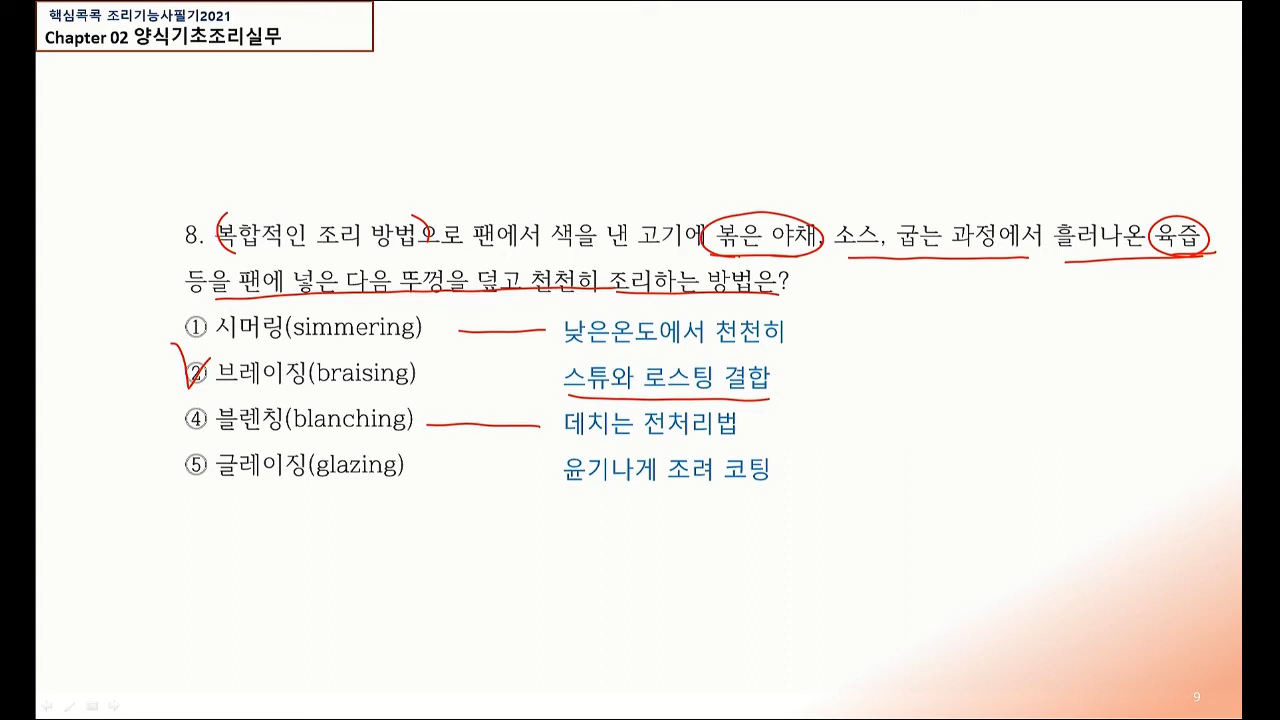 핵심콕콕 조리기능사필기2021
Chapter 02 양식기초조리실무
8. 복합적인 조리 방법으로 팬에서 색을 낸 고기에 볶은 야채, 소스, 굽는 과정에서 흘러나온 육즙
등을 팬에 넣은 다음 뚜껑을 덮고 천천히 조리하는 방법은?
① 시머링(simmering) 낮은온도에서 천천히
② 브레이징(braising) 스튜와 로스팅 결합
④ 블렌칭(blanching) 데치는 전처리법
⑤ 글레이징(glazing) 윤기나게 조려 코팅
9